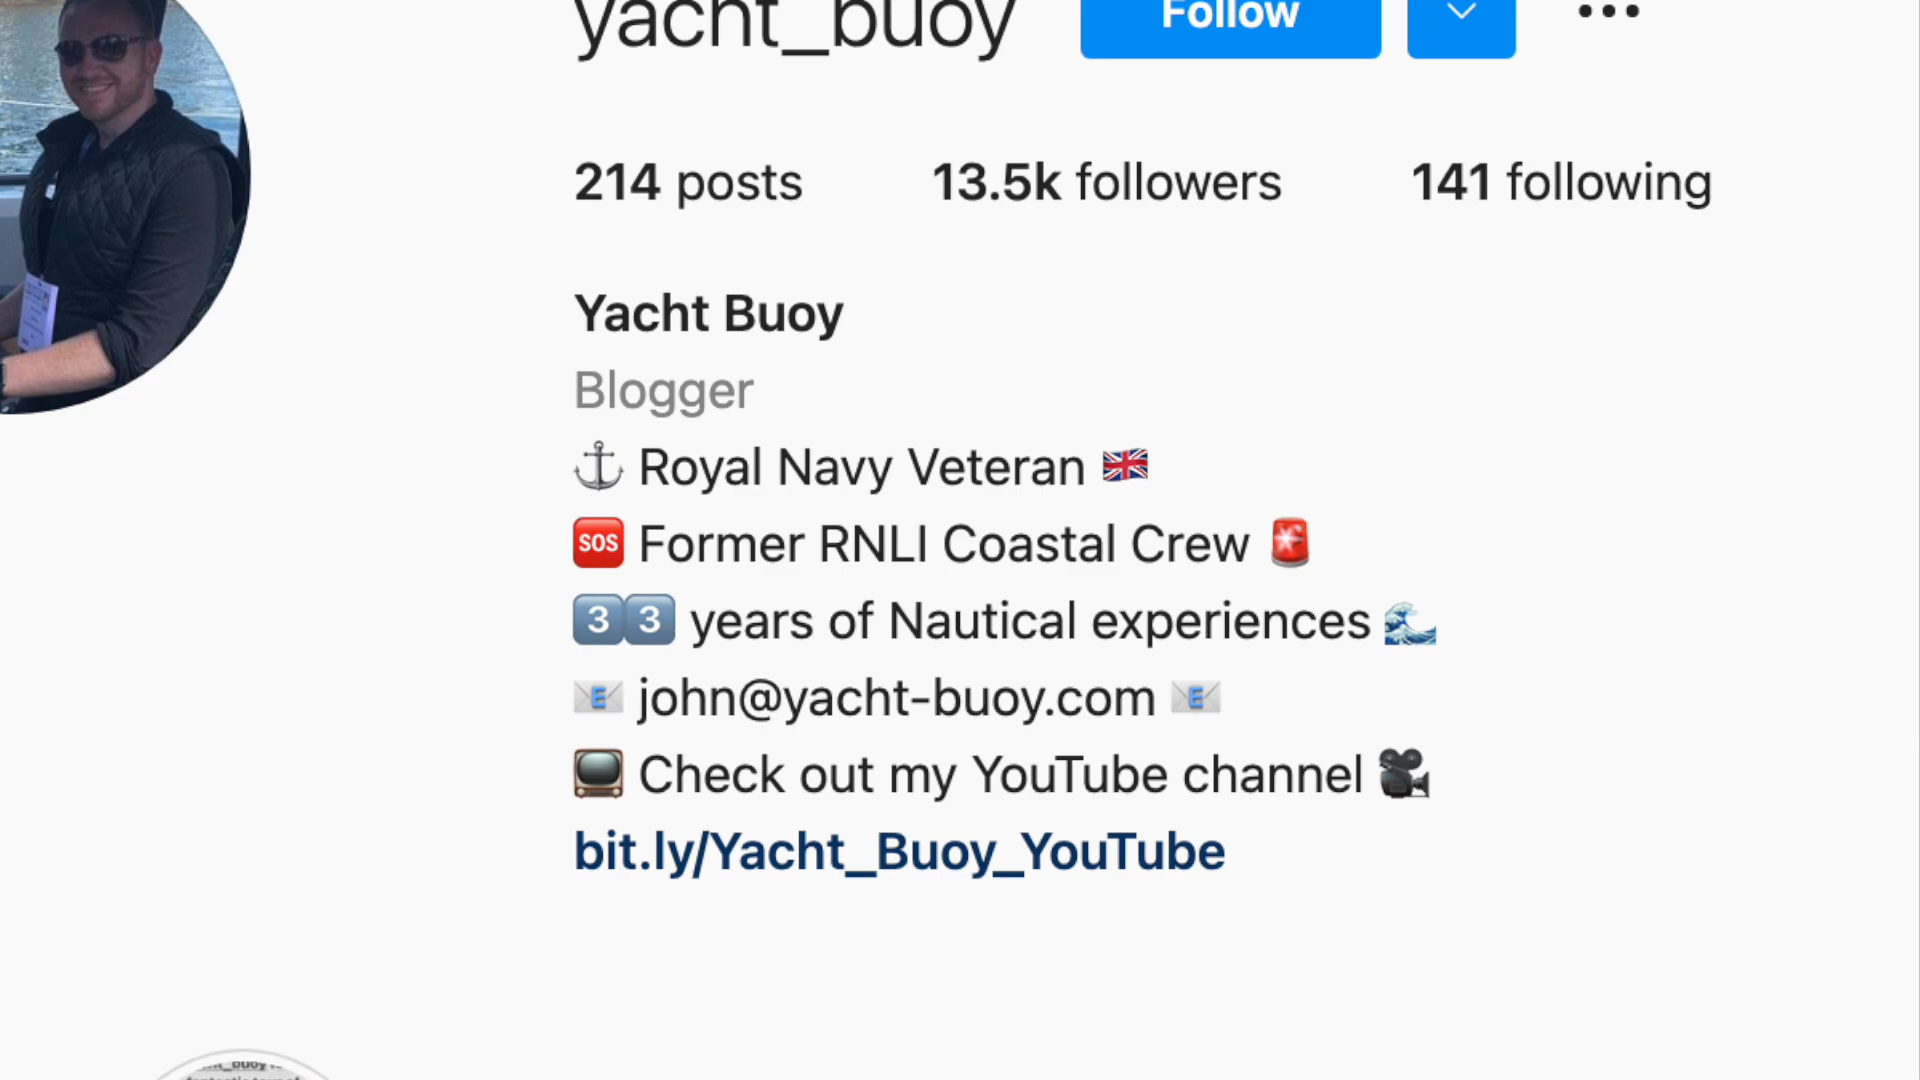 yacht_buoy Follow
214 posts 13.5k followers 141 following
Yacht Buoy
Blogger
⚓ Royal Navy Veteran 🇬🇧
🆘 Former RNLI Coastal Crew 🚨
3️⃣3️⃣ years of Nautical experiences 🌊
📧 john@yacht-buoy.com 📧
📺 Check out my YouTube channel 🎥
bit.ly/Yacht_Buoy_YouTube